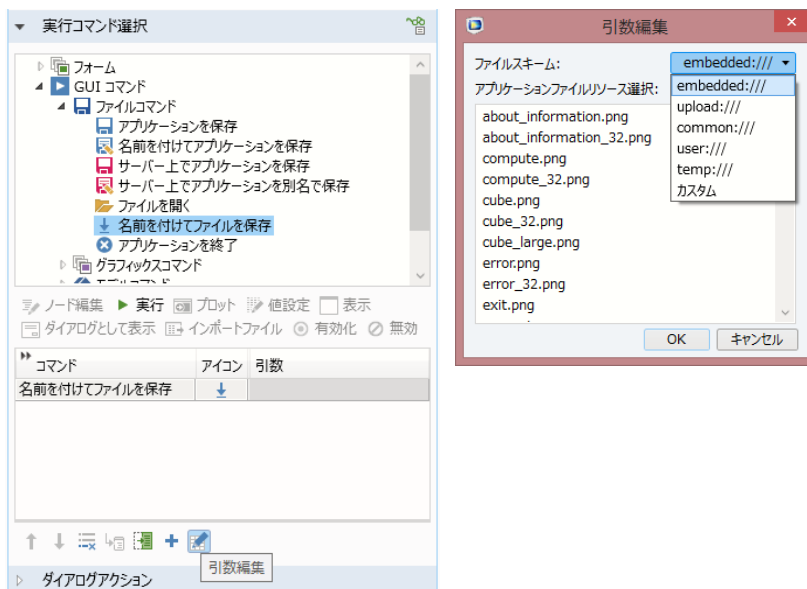 実行コマンド選択
フォーム
GUI コマンド
ファイルコマンド
アプリケーションを保存
名前を付けてアプリケーションを保存
サーバー上でアプリケーションを保存
サーバー上でアプリケーションを別名で保存
ファイルを開く
名前を付けてファイルを保存
アプリケーションを終了
グラフィックスコマンド
モデルコマンド
ノード編集 実行 プロット 値設定 表示
ダイアログとして表示 インポートファイル 有効化 無効
コマンド アイコン 引数
名前を付けてファイルを保存
引数編集
ダイアログアクション
引数編集
ファイルスキーム: embedded:///
アプリケーションファイルリソース選択:
embedded:///
upload:///
common:///
user:///
temp:///
カスタム
about_information.png
about_information_32.png
compute.png
compute_32.png
cube.png
cube_32.png
cube_large.png
error.png
error_32.png
exit.png
OK キャンセル